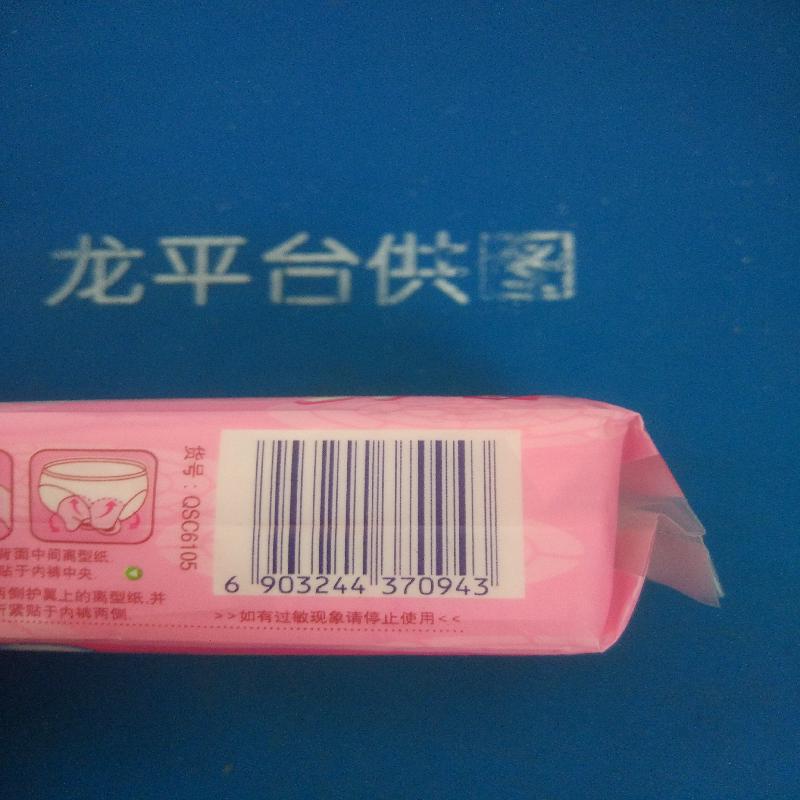 龙平台供图
货号：QSC6105
背面中间离型纸
贴于内裤中央.
两侧护翼上的离型纸,并
折紧贴于内裤两侧.
6 903244 370943
>>如有过敏现象请停止使用<<